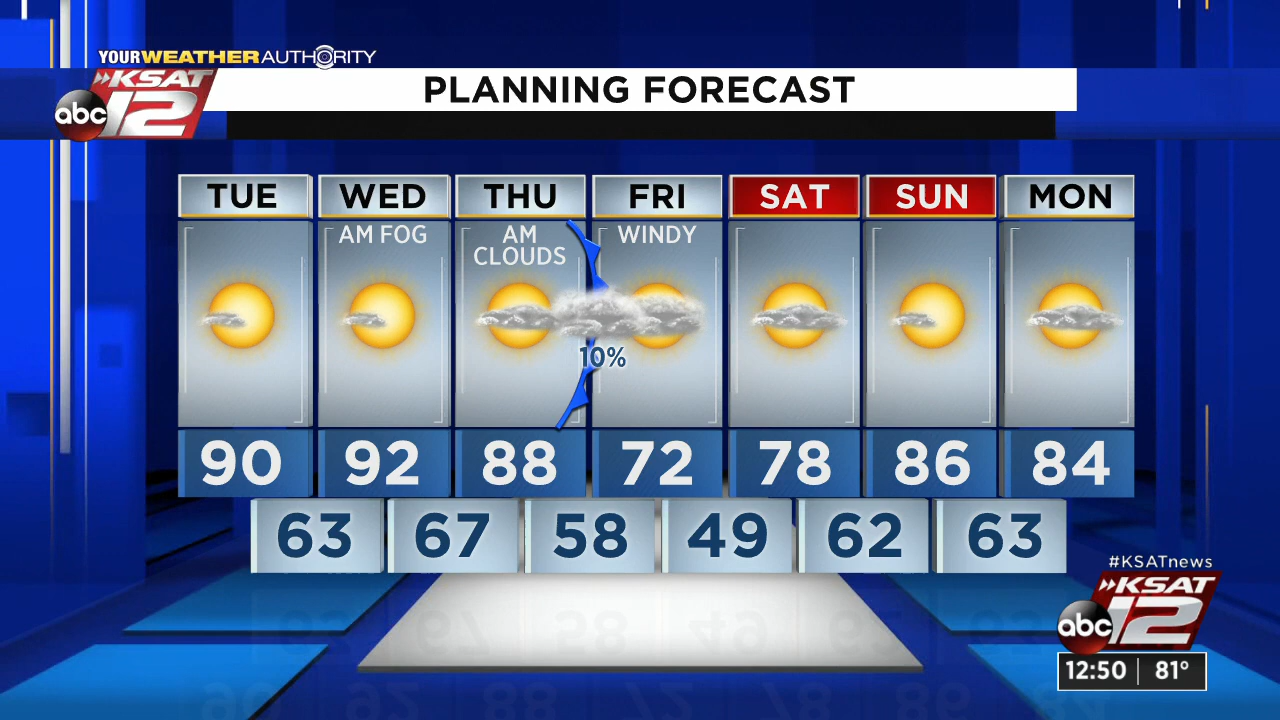 YOURWEATHERAUTHORITY
KSAT
abc 12
PLANNING FORECAST
TUE WED THU FRI SAT SUN MON
AM FOG AM CLOUDS WINDY
10%
90 92 88 72 78 86 84
63 67 58 49 62 63
#KSATnews
KSAT
abc 12
12:50 81°